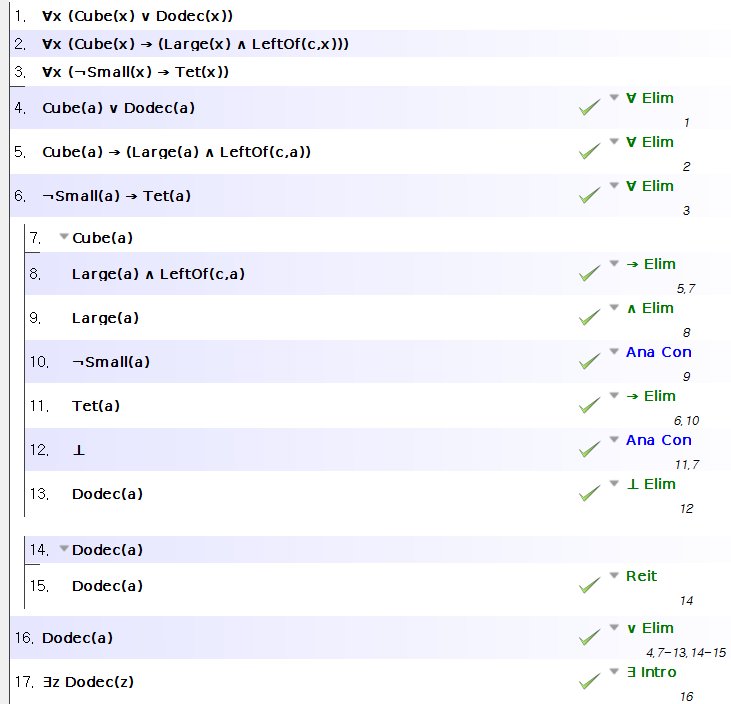 1. ∀x (Cube(x) ∨ Dodec(x))
2. ∀x (Cube(x) → (Large(x) ∧ LeftOf(c,x)))
3. ∀x (¬Small(x) → Tet(x))
4. Cube(a) ∨ Dodec(a) ∀ Elim
1
5. Cube(a) → (Large(a) ∧ LeftOf(c,a)) ∀ Elim
2
6. ¬Small(a) → Tet(a) ∀ Elim
3
7. Cube(a)
8. Large(a) ∧ LeftOf(c,a) → Elim
5,7
9. Large(a) ∧ Elim
8
10. ¬Small(a) Ana Con
9
11. Tet(a) → Elim
6,10
12. ⊥ Ana Con
11,7
13. Dodec(a) ⊥ Elim
12
14. Dodec(a)
15. Dodec(a) Reit
14
16. Dodec(a) ∨ Elim
4,7–13,14–15
17. ∃z Dodec(z) ∃ Intro
16